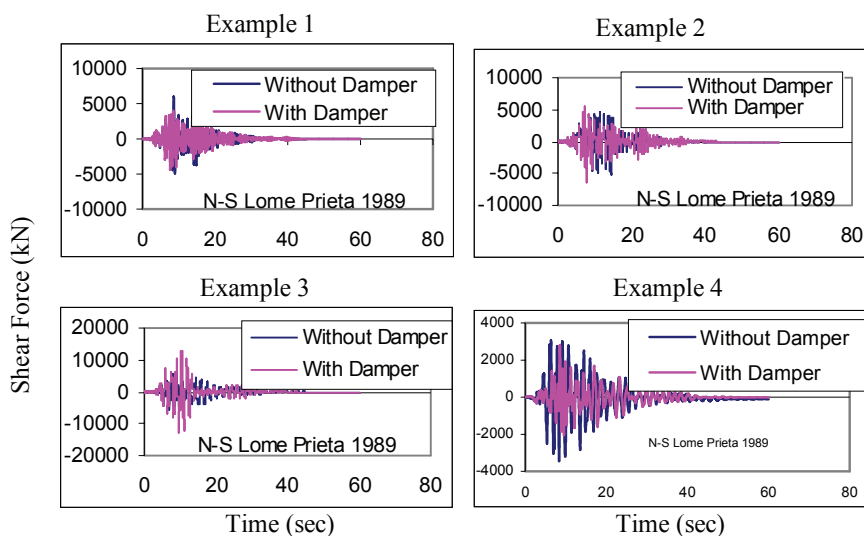 Example 1
Example 2
10000
5000
0
-5000
-10000
Without Damper
With Damper
N-S Lome Prieta 1989
0 20 40 60 80
10000
5000
0
-5000
-10000
Without Damper
With Damper
N-S Lome Prieta 1989
0 20 40 60 80
Shear Force (kN)
Example 3
Example 4
20000
10000
0
-10000
-20000
Without Damper
With Damper
N-S Lome Prieta 1989
0 20 40 60 80
4000
2000
0
-2000
-4000
Without Damper
With Damper
N-S Lome Prieta 1989
0 20 40 60 80
Time (sec)
Time (sec)